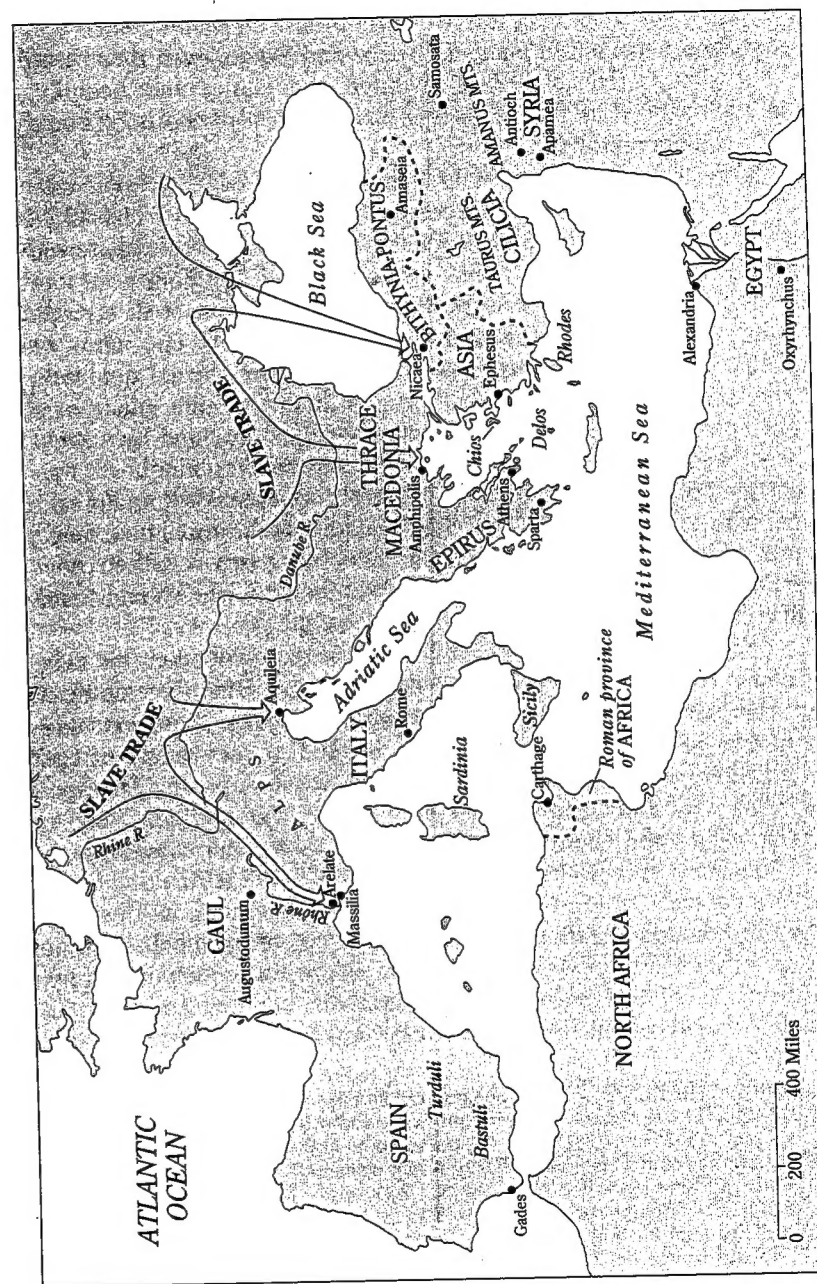 ATLANTIC
OCEAN
GAUL
Augustodunum
Rhine R.
SLAVE TRADE
ALPS
Rhône R.
Arelate
Massilia
Aquileia
Danube R.
SLAVE TRADE
Black Sea
SPAIN
Turduli
Bastuli
Gades
ITALY
Rome
Adriatic Sea
Sardinia
Sicily
THRACE
MACEDONIA
Amphipolis
EPIRUS
Athens
Sparta
Chios
Delos
Nicaea
BITHYNIA-PONTUS
Amaseia
ASIA
Ephesus
Rhodes
TAURUS MTS.
CILICIA
Samosata
AMANUS MTS.
Antioch
SYRIA
Apamea
Carthage
Roman province
of AFRICA
NORTH AFRICA
Mediterranean Sea
Alexandria
EGYPT
Oxyrhynchus
0 200 400 Miles